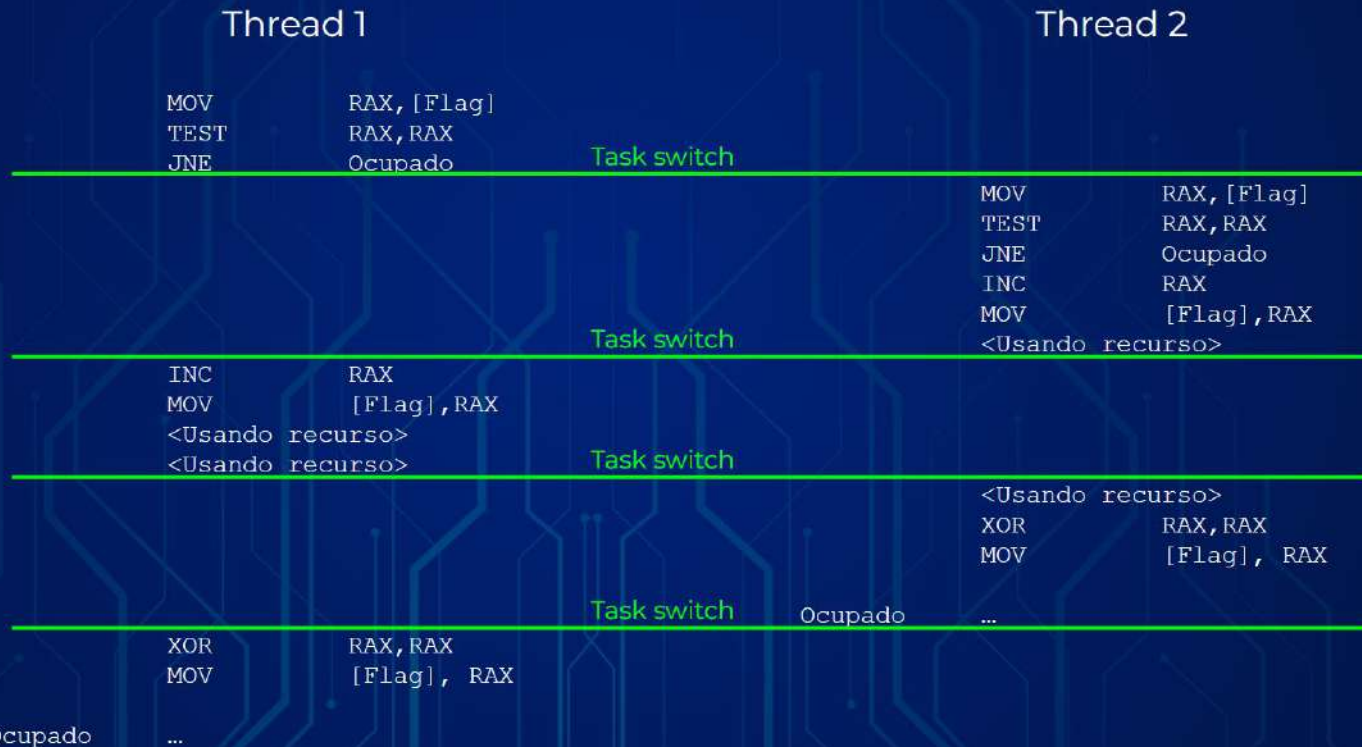 Thread 1 Thread 2
MOV RAX,[Flag]
TEST RAX,RAX
JNE Ocupado Task switch
MOV RAX,[Flag]
TEST RAX,RAX
JNE Ocupado
INC RAX
MOV [Flag],RAX
Task switch <Usando recurso>
INC RAX
MOV [Flag],RAX
<Usando recurso>
<Usando recurso> Task switch
<Usando recurso>
XOR RAX,RAX
MOV [Flag], RAX
Task switch Ocupado …
XOR RAX,RAX
MOV [Flag], RAX
Ocupado …